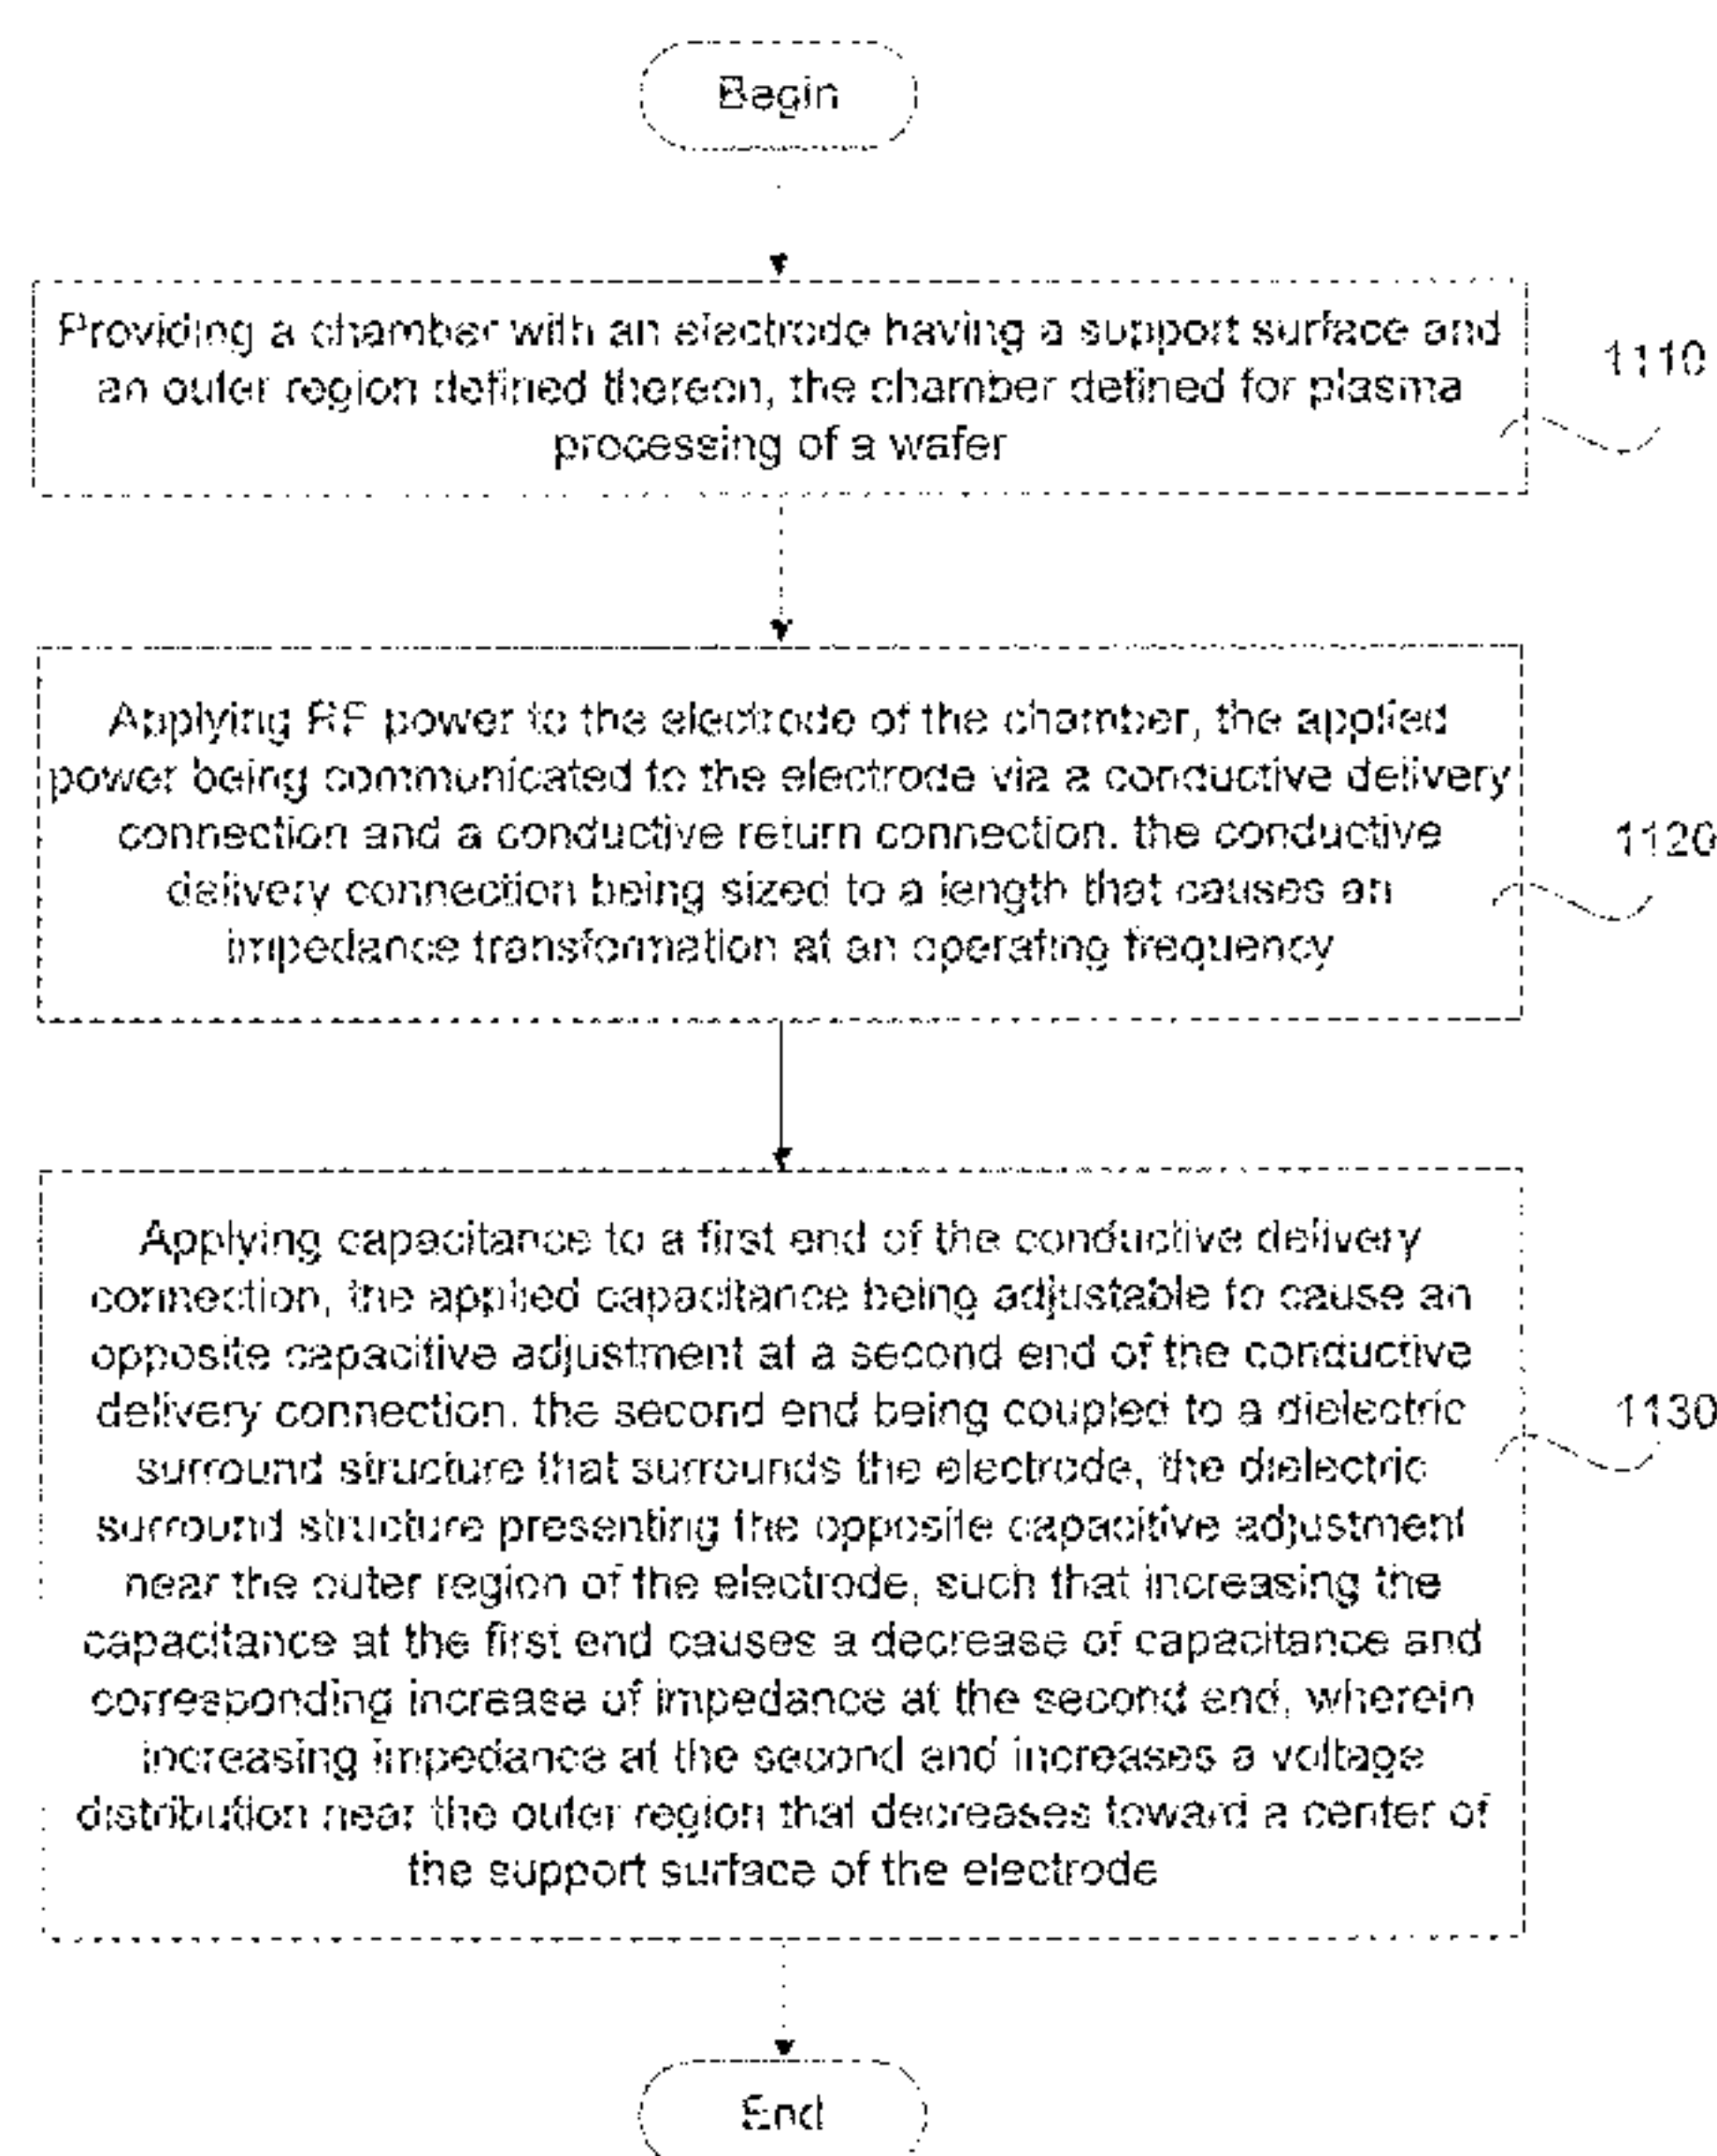 Begin
Providing a chamber with an electrode having a support surface and
an outer region defined thereon, the chamber defined for plasma
processing of a wafer
1110
Applying RF power to the electrode of the chamber, the applied
power being communicated to the electrode via a conductive delivery
connection and a conductive return connection. the conductive
delivery connection being sized to a length that causes an
impedance transformation at an operating frequency
1120
Applying capacitance to a first end of the conductive delivery
connection, the applied capacitance being adjustable to cause an
opposite capacitive adjustment at a second end of the conductive
delivery connection. the second end being coupled to a dielectric
surround structure that surrounds the electrode, the dielectric
surround structure presenting the opposite capacitive adjustment
near the outer region of the electrode, such that increasing the
capacitance at the first end causes a decrease of capacitance and
corresponding increase of impedance at the second end, wherein
increasing impedance at the second end increases a voltage
distribution near the outer region that decreases toward a center of
the support surface of the electrode
1130
End